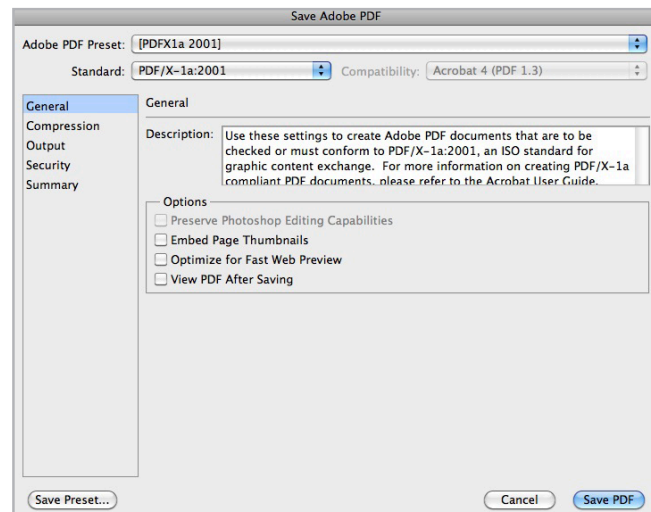 Save Adobe PDF
Adobe PDF Preset: [PDFX1a 2001]
Standard: PDF/X-1a:2001 Compatibility: Acrobat 4 (PDF 1.3)
General
Compression
Output
Security
Summary
General
Description: Use these settings to create Adobe PDF documents that are to be
checked or must conform to PDF/X-1a:2001, an ISO standard for
graphic content exchange. For more information on creating PDF/X-1a
compliant PDF documents, please refer to the Acrobat User Guide.
Options
Preserve Photoshop Editing Capabilities
Embed Page Thumbnails
Optimize for Fast Web Preview
View PDF After Saving
Save Preset... Cancel Save PDF